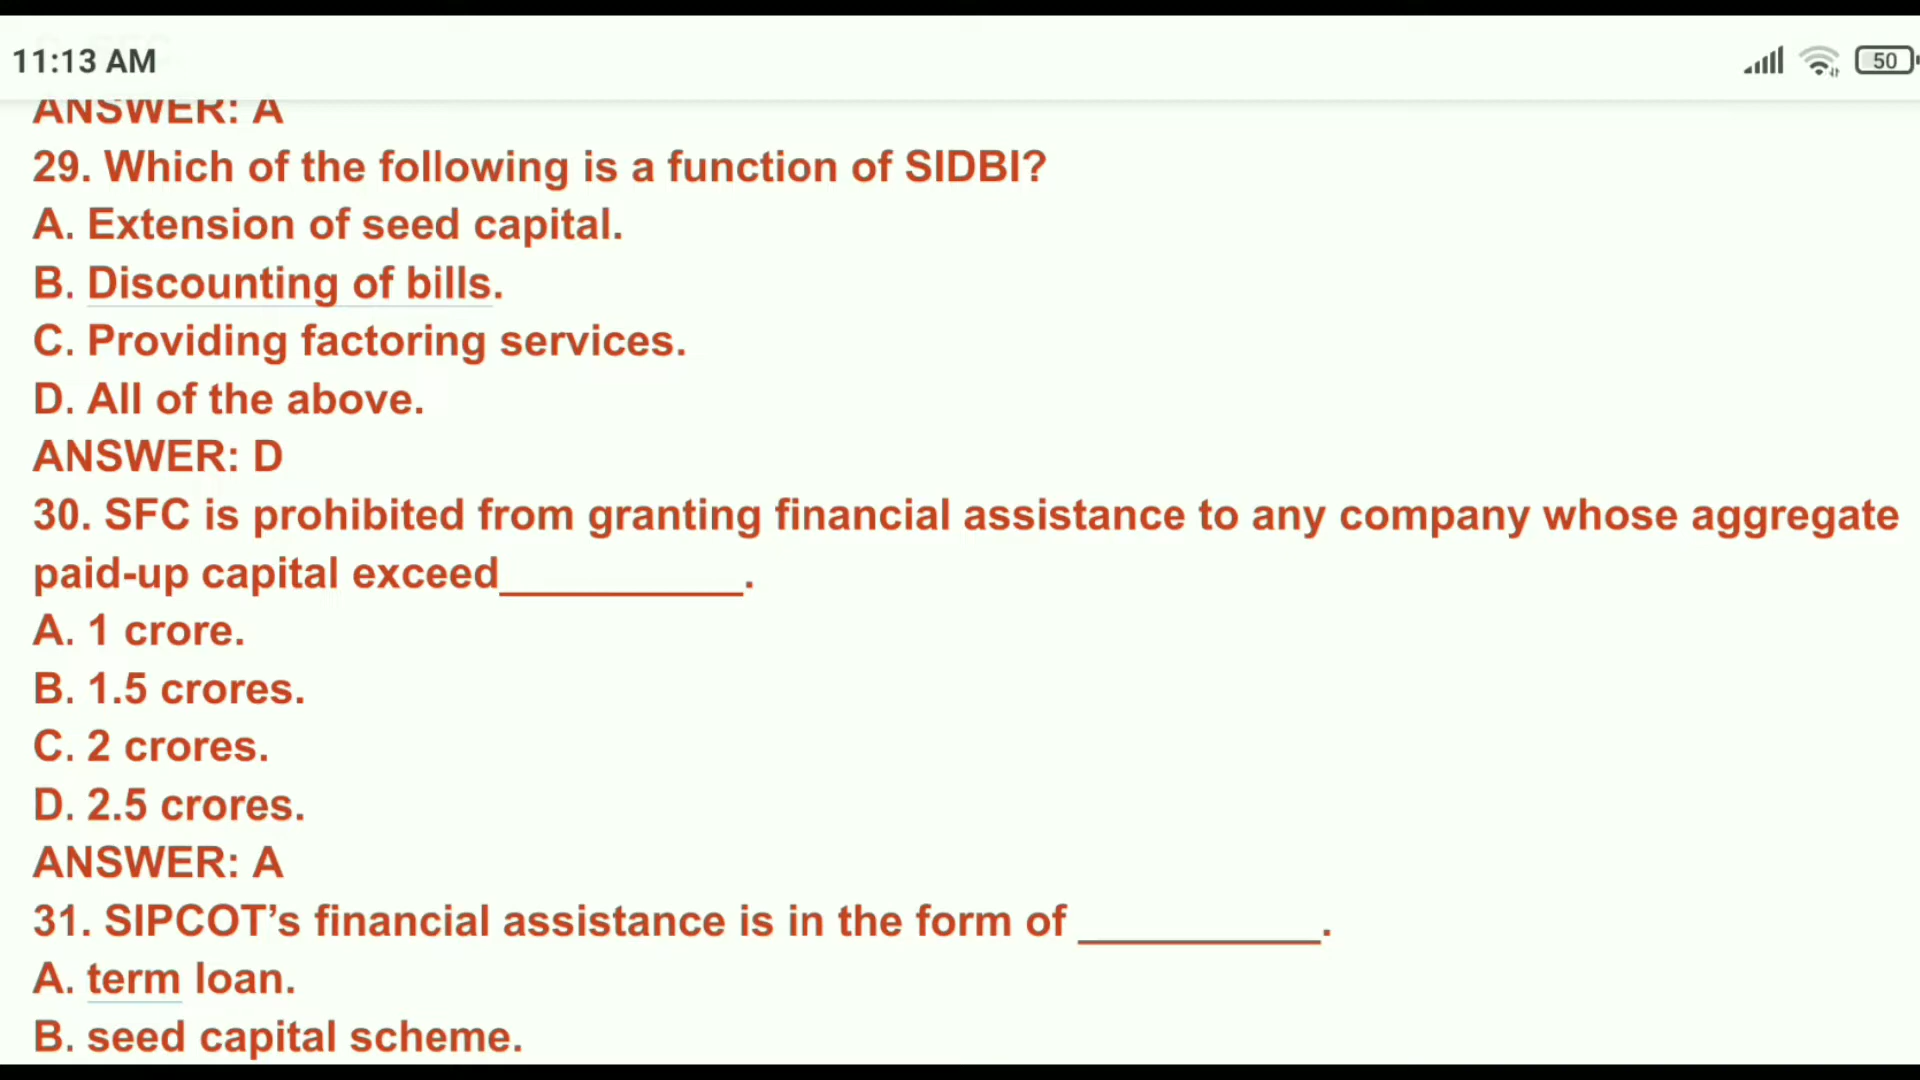 11:13 AM
50
ANSWER: A
29. Which of the following is a function of SIDBI?
A. Extension of seed capital.
B. Discounting of bills.
C. Providing factoring services.
D. All of the above.
ANSWER: D
30. SFC is prohibited from granting financial assistance to any company whose aggregate
paid-up capital exceed__________.
A. 1 crore.
B. 1.5 crores.
C. 2 crores.
D. 2.5 crores.
ANSWER: A
31. SIPCOT’s financial assistance is in the form of __________.
A. term loan.
B. seed capital scheme.